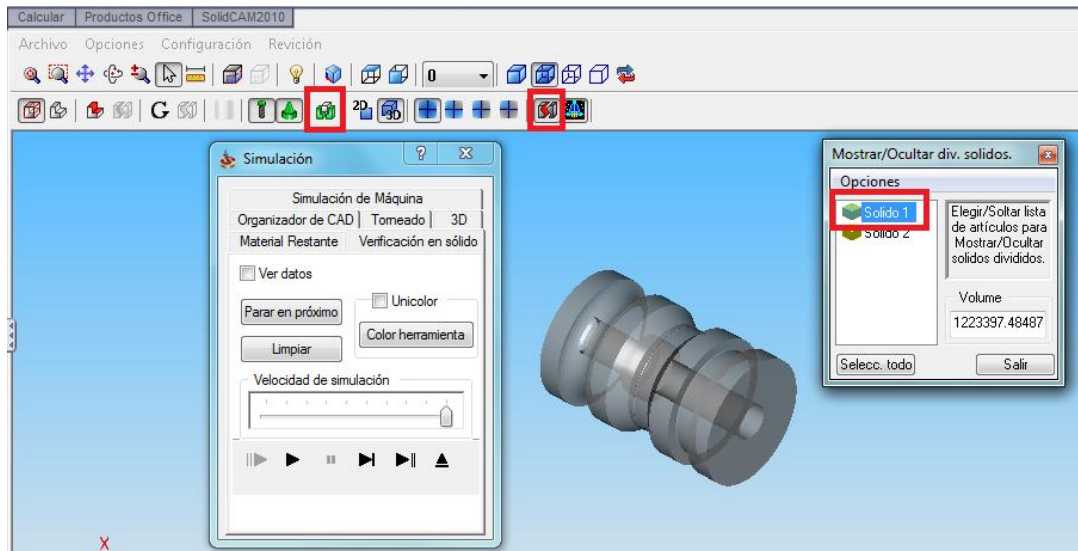 Calcular Productos Office SolidCAM2010
Archivo Opciones Configuración Revición
0
G 2D 3D
Simulación
Simulación de Máquina
Organizador de CAD Torneado 3D
Material Restante Verificación en sólido
Ver datos
Parar en próximo
Unicolor
Limpiar
Color herramienta
Velocidad de simulación
X
Mostrar/Ocultar div. solidos.
Opciones
Solido 1
Solido 2
Elegir/Soltar lista
de artículos para
Mostrar/Ocultar
solidos divididos.
Volume
1223397.48487
Selecc. todo Salir